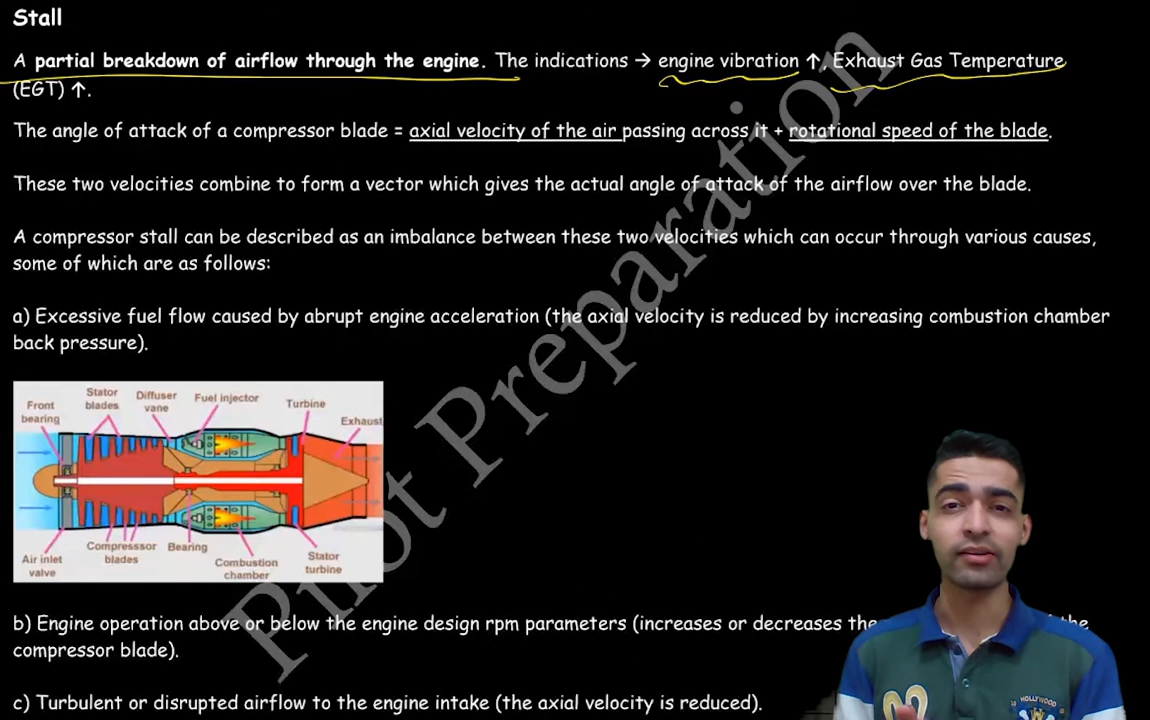 Stall
A partial breakdown of airflow through the engine. The indications → engine vibration ↑, Exhaust Gas Temperature
(EGT) ↑.
The angle of attack of a compressor blade = axial velocity of the air passing across it + rotational speed of the blade.
These two velocities combine to form a vector which gives the actual angle of attack of the airflow over the blade.
A compressor stall can be described as an imbalance between these two velocities which can occur through various causes,
some of which are as follows:
a) Excessive fuel flow caused by abrupt engine acceleration (the axial velocity is reduced by increasing combustion chamber
back pressure).
Front
bearing
Stator
blades
Diffuser
vane
Fuel injector
Turbine
Exhaust
Air inlet
valve
Compresssor
blades
Bearing
Combustion
chamber
Stator
turbine
b) Engine operation above or below the engine design rpm parameters (increases or decreases the the
compressor blade).
c) Turbulent or disrupted airflow to the engine intake (the axial velocity is reduced).
Pilot Preparation
HOLLYWOOD